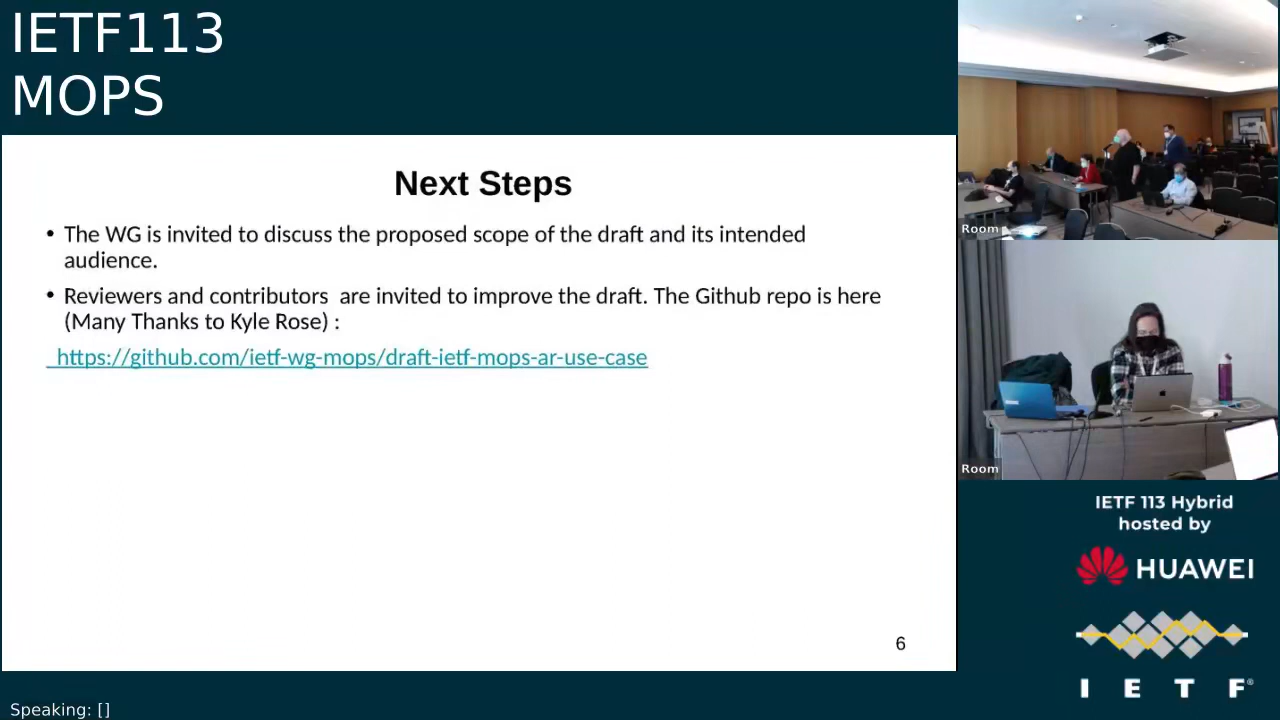 IETF113
MOPS
Next Steps
• The WG is invited to discuss the proposed scope of the draft and its intended
audience.
• Reviewers and contributors  are invited to improve the draft. The Github repo is here
(Many Thanks to Kyle Rose) :
https://github.com/ietf-wg-mops/draft-ietf-mops-ar-use-case
6
Room
Room
IETF 113 Hybrid
hosted by
HUAWEI
I E T F®
Speaking: []